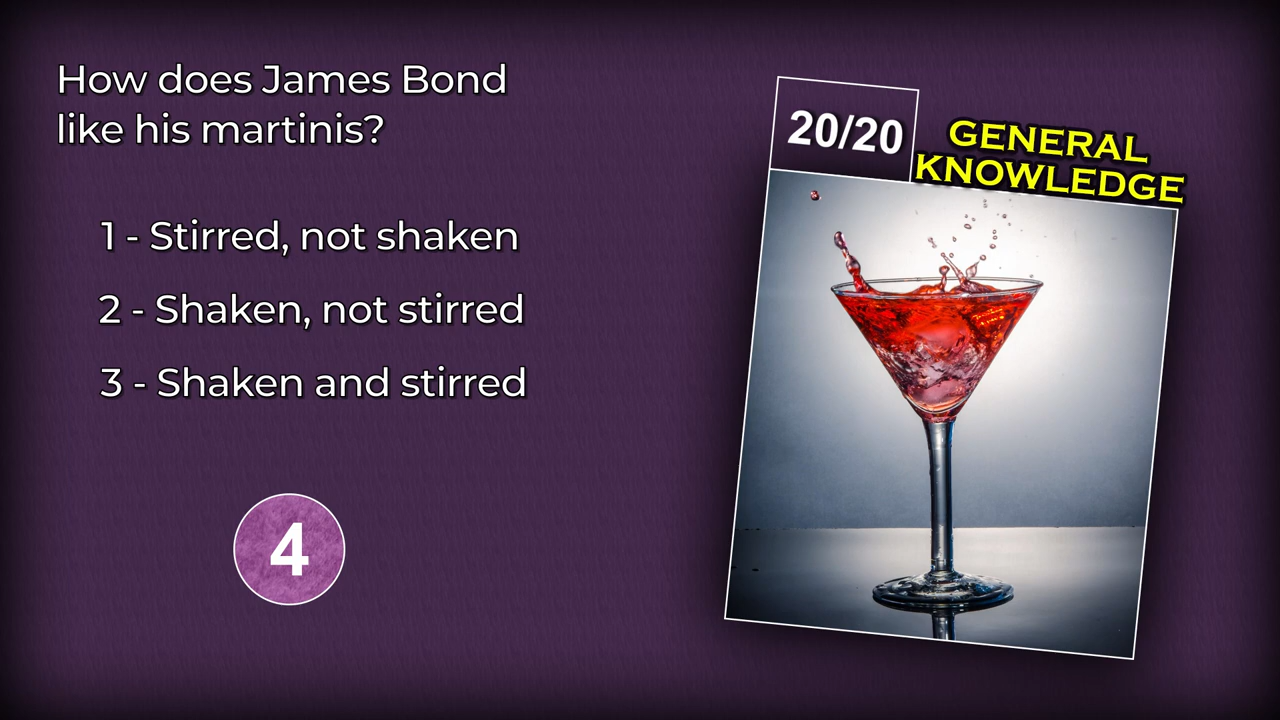 How does James Bond
like his martinis?
1 - Stirred, not shaken
2 - Shaken, not stirred
3 - Shaken and stirred
4
20/20
GENERAL
KNOWLEDGE